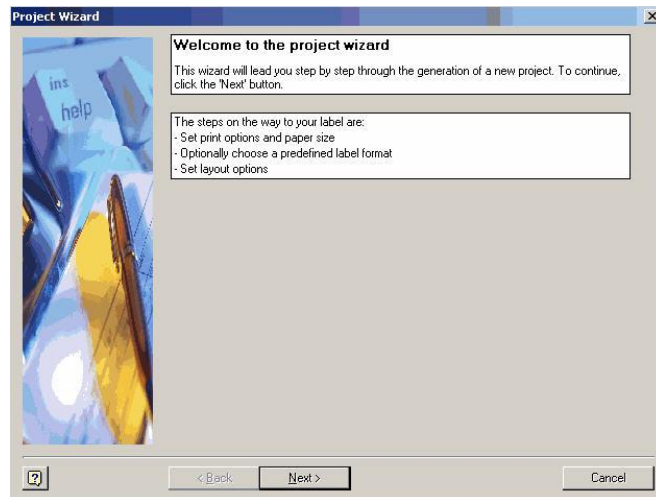 Project Wizard
Welcome to the project wizard
This wizard will lead you step by step through the generation of a new project. To continue,
click the 'Next' button.
The steps on the way to your label are:
- Set print options and paper size
- Optionally choose a predefined label format
- Set layout options
ins
help
< Back
Next >
Cancel